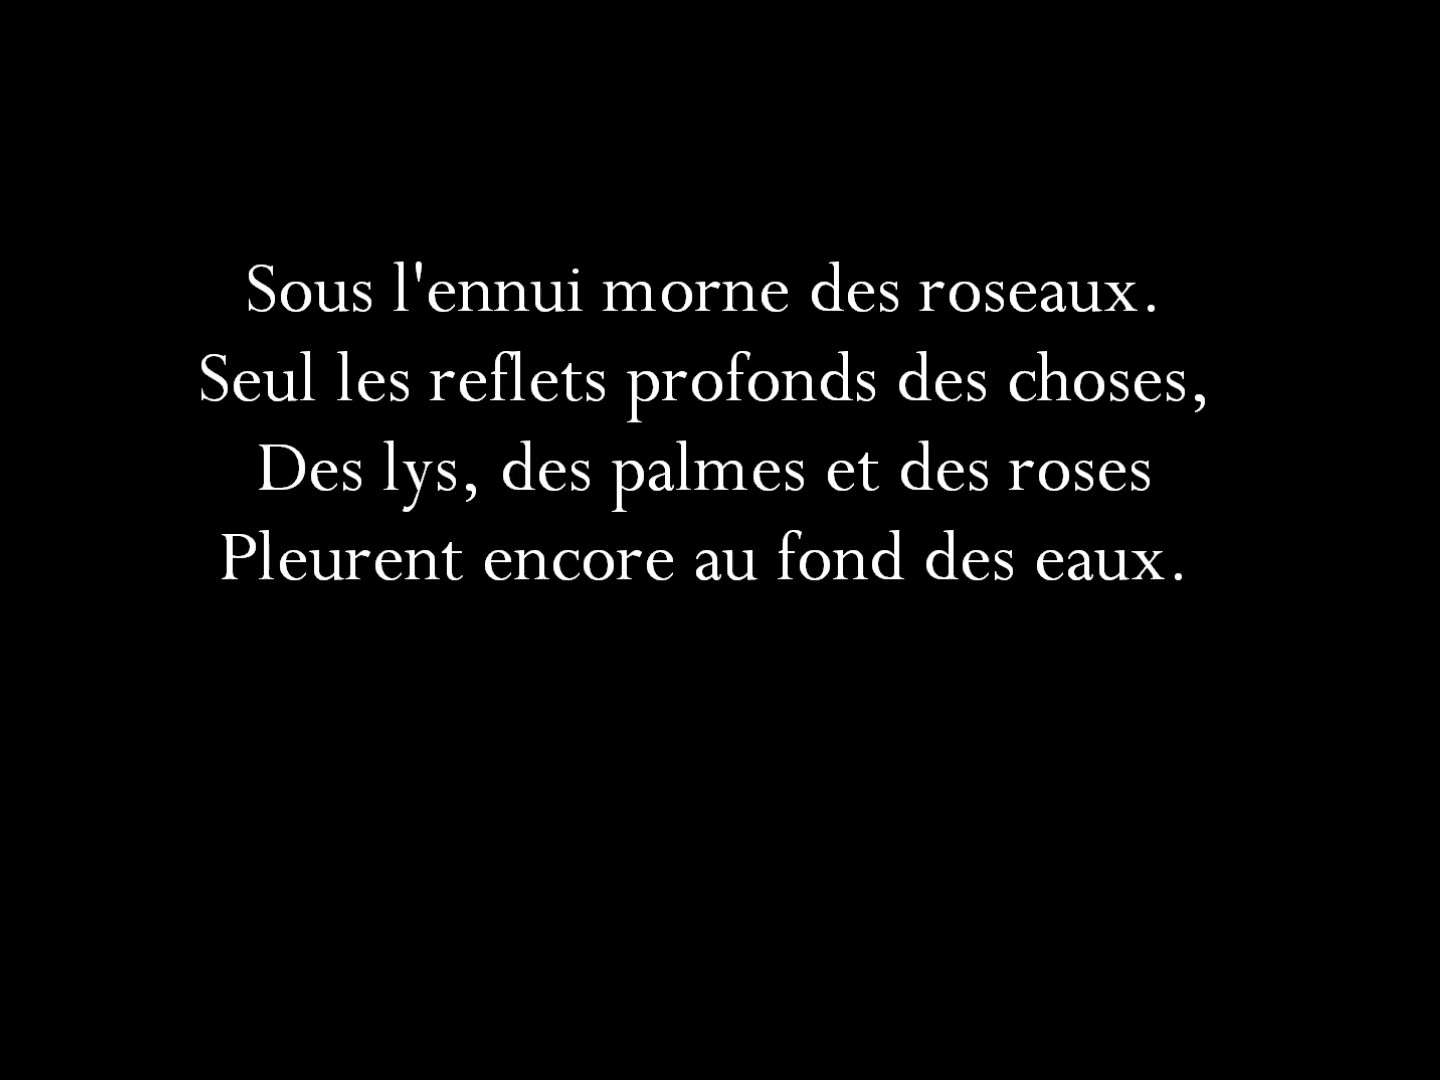 Sous l'ennui morne des roseaux.
Seul les reflets profonds des choses,
Des lys, des palmes et des roses
Pleurent encore au fond des eaux.